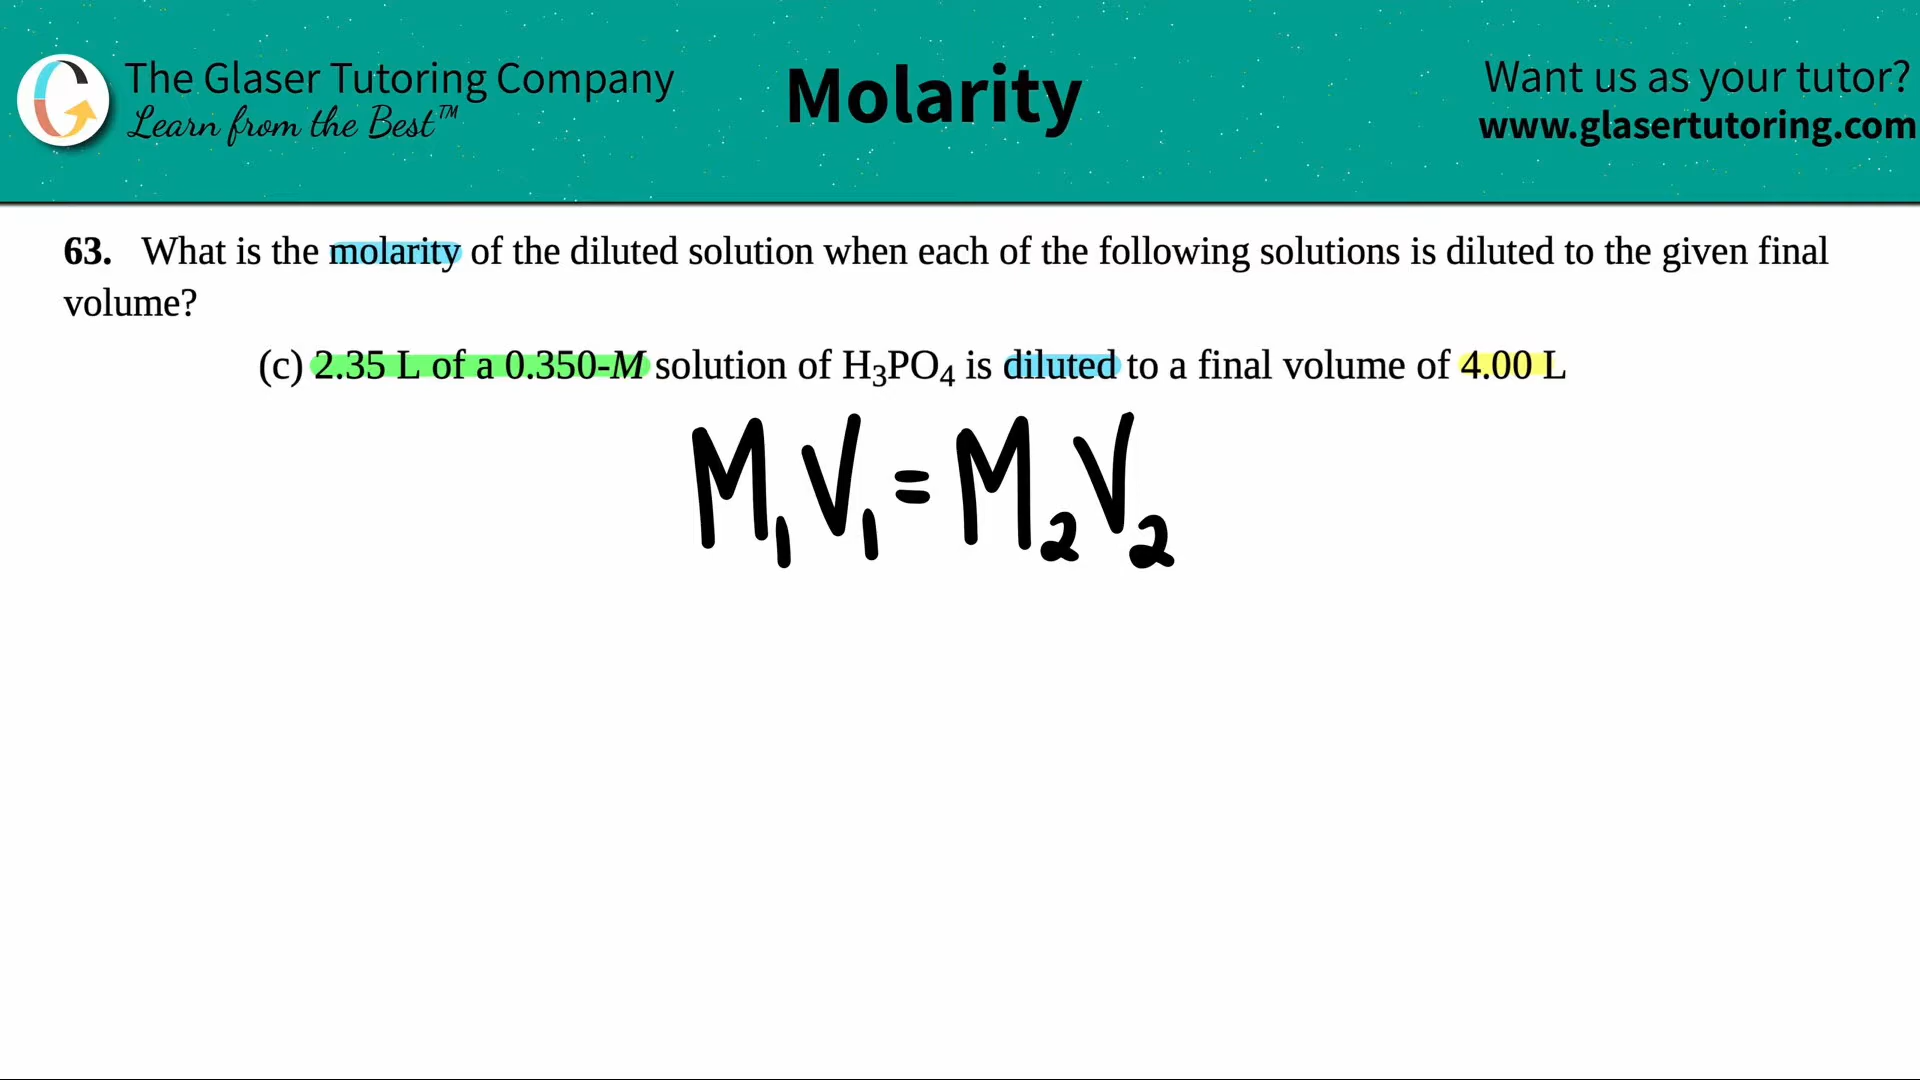 The Glaser Tutoring Company
Learn from the Best™
Molarity
Want us as your tutor?
www.glasertutoring.com
63. What is the molarity of the diluted solution when each of the following solutions is diluted to the given final
volume?
(c) 2.35 L of a 0.350-M solution of H₃PO₄ is diluted to a final volume of 4.00 L
M₁V₁=M₂V₂